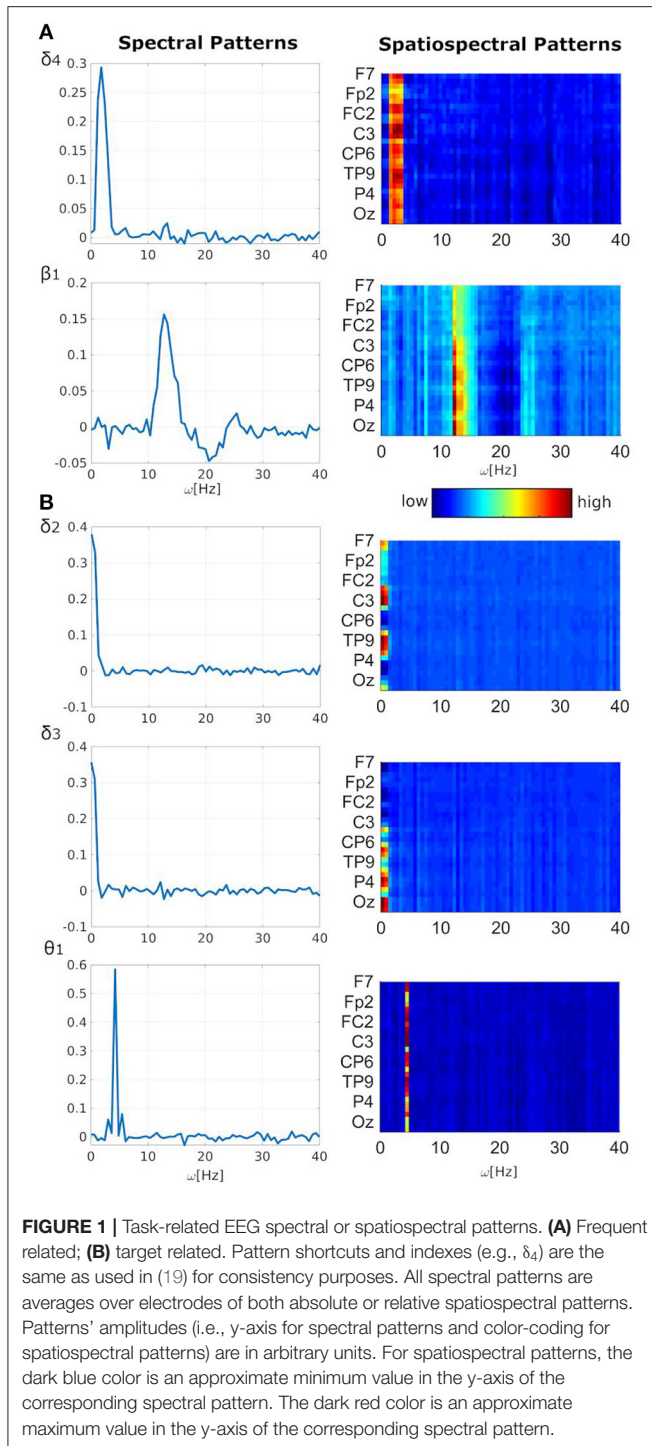 A
Spectral Patterns
Spatiospectral Patterns
δ4
0.3
0.25
0.2
0.15
0.1
0.05
0
0 10 20 30 40
F7
Fp2
FC2
C3
CP6
TP9
P4
Oz
0 10 20 30 40
β1
0.2
0.15
0.1
0.05
0
-0.05
0 10 20 30 40
ω[Hz]
F7
Fp2
FC2
C3
CP6
TP9
P4
Oz
0 10 20 30 40
ω[Hz]
low high
B
δ2
0.4
0.3
0.2
0.1
0
-0.1
0 10 20 30 40
F7
Fp2
FC2
C3
CP6
TP9
P4
Oz
0 10 20 30 40
δ3
0.4
0.3
0.2
0.1
0
-0.1
0 10 20 30 40
F7
Fp2
FC2
C3
CP6
TP9
P4
Oz
0 10 20 30 40
θ1
0.6
0.5
0.4
0.3
0.2
0.1
0
0 10 20 30 40
ω[Hz]
F7
Fp2
FC2
C3
CP6
TP9
P4
Oz
0 10 20 30 40
ω[Hz]
FIGURE 1 | Task-related EEG spectral or spatiospectral patterns. (A) Frequent
related; (B) target related. Pattern shortcuts and indexes (e.g., δ₄) are the
same as used in (19) for consistency purposes. All spectral patterns are
averages over electrodes of both absolute or relative spatiospectral patterns.
Patterns' amplitudes (i.e., y-axis for spectral patterns and color-coding for
spatiospectral patterns) are in arbitrary units. For spatiospectral patterns, the
dark blue color is an approximate minimum value in the y-axis of the
corresponding spectral pattern. The dark red color is an approximate
maximum value in the y-axis of the corresponding spectral pattern.